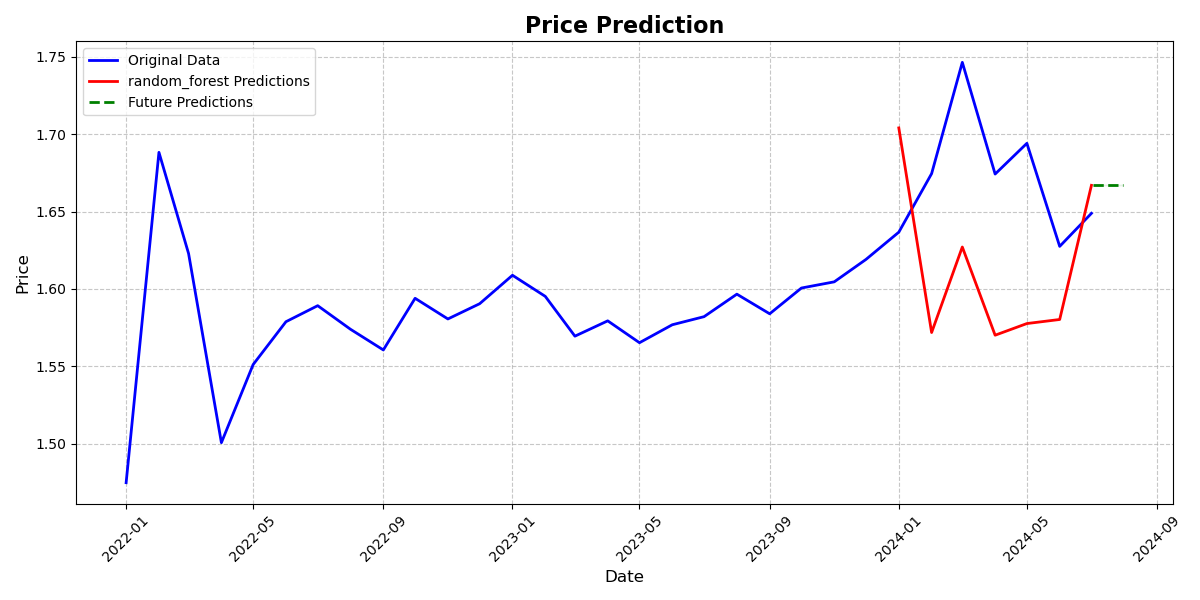 Price Prediction
Original Data
random_forest Predictions
Future Predictions
Price
1.75
1.70
1.65
1.60
1.55
1.50
2022-01
2022-05
2022-09
2023-01
2023-05
2023-09
2024-01
2024-05
2024-09
Date